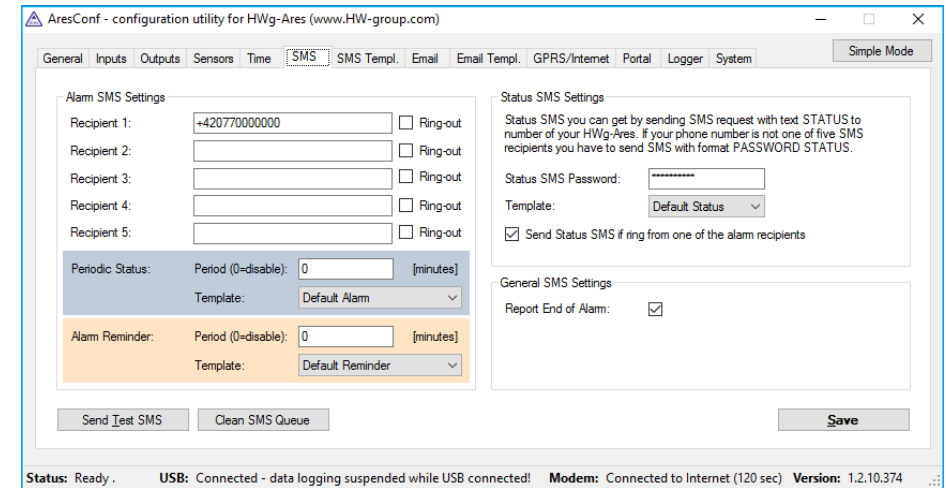 AresConf - configuration utility for HWg-Ares (www.HW-group.com)
Simple Mode
General Inputs Outputs Sensors Time SMS SMS Templ. Email Email Templ. GPRS/Internet Portal Logger System
Alarm SMS Settings
Recipient 1: +420770000000 Ring-out
Recipient 2: Ring-out
Recipient 3: Ring-out
Recipient 4: Ring-out
Recipient 5: Ring-out
Periodic Status: Period (0=disable): 0 [minutes]
Template: Default Alarm
Alarm Reminder: Period (0=disable): 0 [minutes]
Template: Default Reminder
Send Test SMS Clean SMS Queue
Status SMS Settings
Status SMS you can get by sending SMS request with text STATUS to
number of your HWg-Ares. If your phone number is not one of five SMS
recipients you have to send SMS with format PASSWORD STATUS.
Status SMS Password: **********
Template: Default Status
Send Status SMS if ring from one of the alarm recipients
General SMS Settings
Report End of Alarm:
Save
Status: Ready . USB: Connected - data logging suspended while USB connected! Modem: Connected to Internet (120 sec) Version: 1.2.10.374